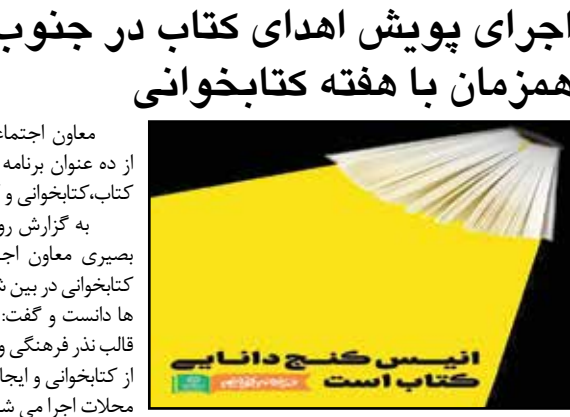 اجرای پویش اهدای کتاب در جنوب
همزمان با هفته کتابخوانی
معاون اجتماع
از ده عنوان برنامه
کتاب،کتابخوانی و
به گزارش رو
بصیری معاون اجـ
کتابخوانی در بین ش
ها دانست و گفت:
قالب نذر فرهنگی و
از کتابخوانی و ایجا
محلات اجرا می شـ
انیس کنج دانایی
کتاب است